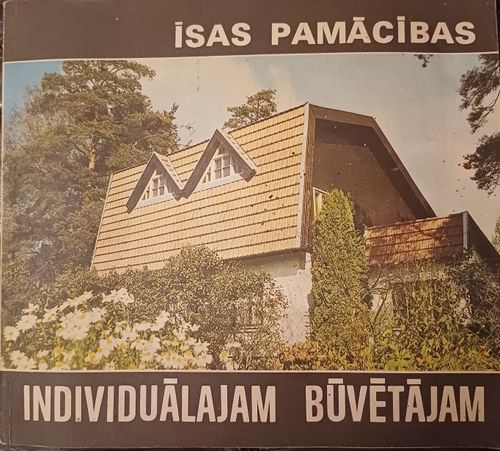 ĪSAS PAMĀCĪBAS
INDIVIDUĀLAJAM BŪVĒTĀJAM